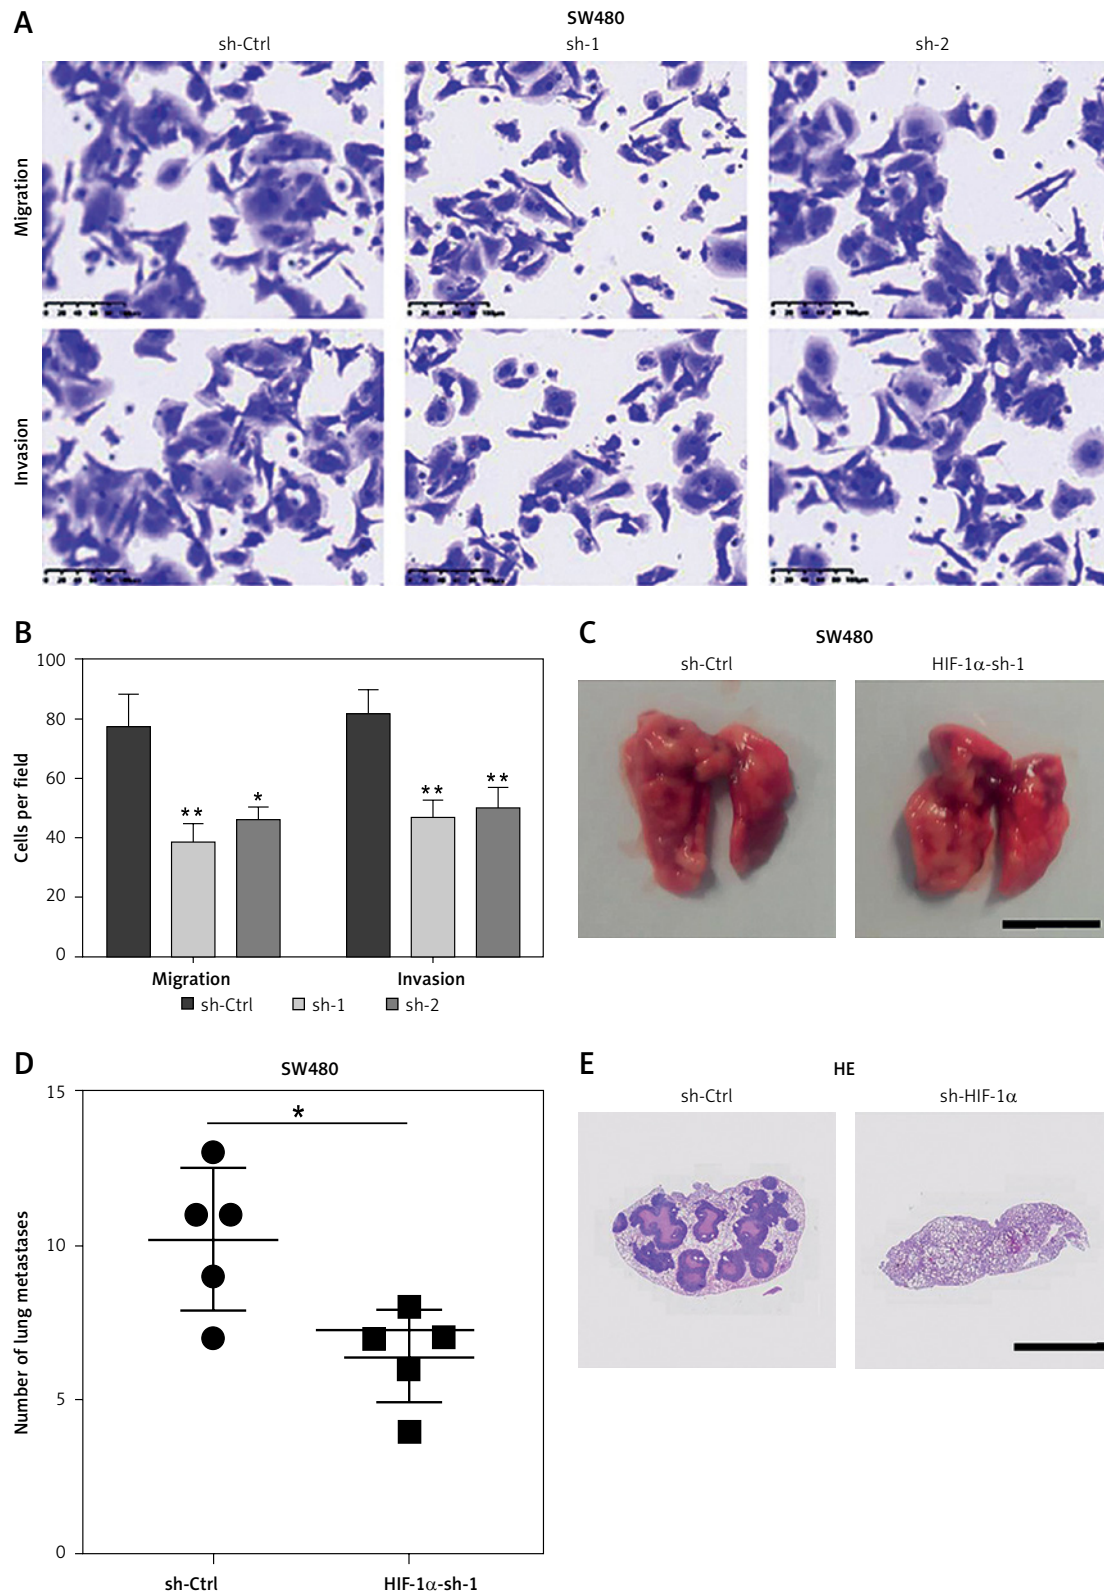 A
SW480
sh-Ctrl
sh-1
sh-2
Migration
Invasion
B
100
80
60
40
20
0
Cells per field
**
*
**
**
Migration
Invasion
sh-Ctrl
sh-1
sh-2
C
SW480
sh-Ctrl
HIF-1α-sh-1
D
SW480
15
10
5
0
Number of lung metastases
*
sh-Ctrl
HIF-1α-sh-1
E
HE
sh-Ctrl
sh-HIF-1α